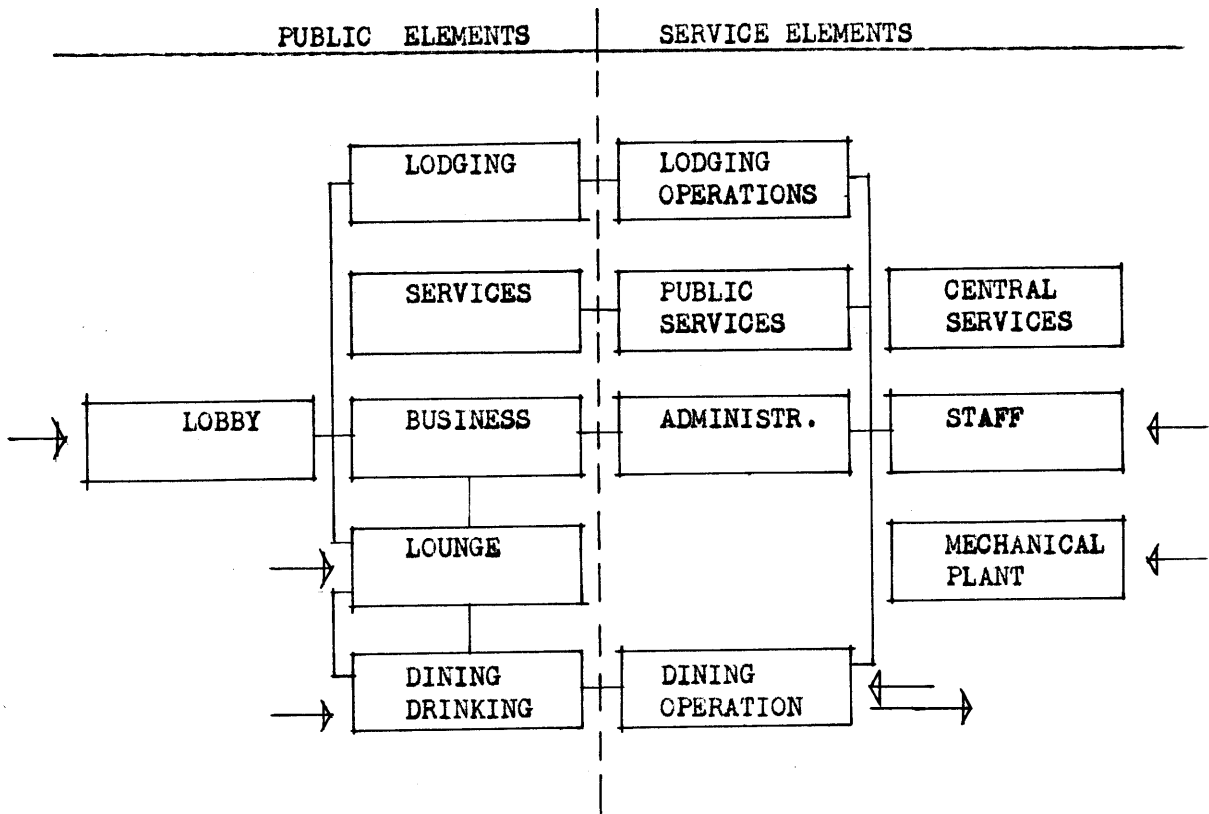 PUBLIC ELEMENTS
SERVICE ELEMENTS
LODGING
LODGING
OPERATIONS
SERVICES
PUBLIC
SERVICES
CENTRAL
SERVICES
LOBBY
BUSINESS
ADMINISTR.
STAFF
LOUNGE
MECHANICAL
PLANT
DINING
DRINKING
DINING
OPERATION